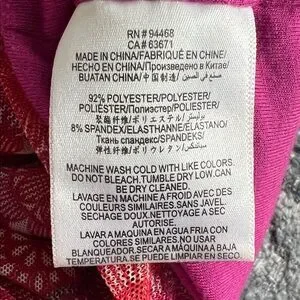 RN# 94468
CA# 63671
MADE IN CHINA/FABRIQUÉ EN CHINE/
HECHO EN CHINA/Произведено в Китае/
BUATAN CHINA/中国制造/ صنع في الصين
92% POLYESTER/POLYESTER/
POLIÉSTER/Полиэстер/POLYESTER/
聚酯纤维/ポリエステル/ بوليستر
8% SPANDEX/ELASTHANNE/ELASTANO/
Ткань спандекс/SPANDEKS/
弹性纤维/ポリウレタン/ سباندكس
MACHINE WASH COLD WITH LIKE COLORS.
DO NOT BLEACH.TUMBLE DRY LOW.CAN
BE DRY CLEANED.
LAVAGE EN MACHINE A FROID AVEC DES
COULEURS SIMILAIRES.SANS JAVEL
SECHAGE DOUX.NETTOYAGE A SEC
AUTORISE.
LAVAR A MAQUINA EN AGUA FRIA CON
COLORES SIMILARES.NO USAR
BLANQUEADOR.SECAR A MAQUINA A BAJA
TEMPERATURA.SE PUEDE LIMPIAR EN SECO.